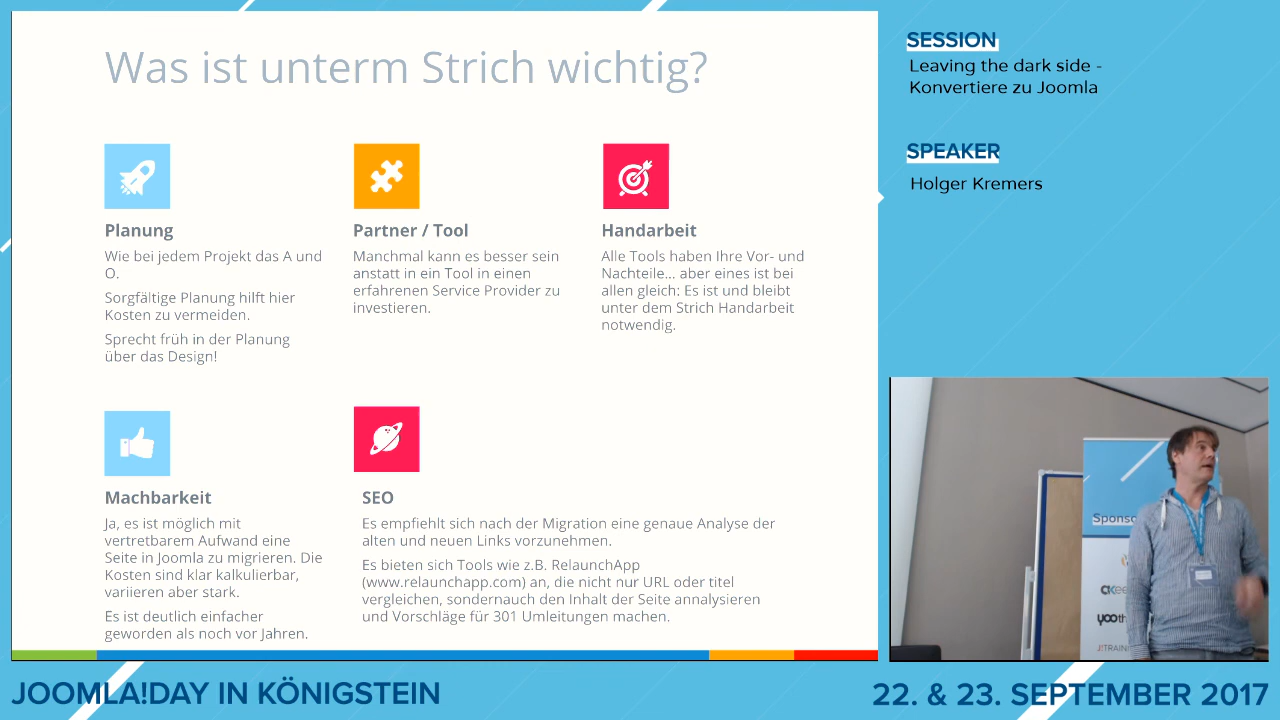 Was ist unterm Strich wichtig?
Planung
Wie bei jedem Projekt das A und
O.
Sorgfältige Planung hilft hier
Kosten zu vermeiden.
Sprecht früh in der Planung
über das Design!
Partner / Tool
Manchmal kann es besser sein
anstatt in ein Tool in einen
erfahrenen Service Provider zu
investieren.
Handarbeit
Alle Tools haben Ihre Vor- und
Nachteile... aber eines ist bei
allen gleich: Es ist und bleibt
unter dem Strich Handarbeit
notwendig.
Machbarkeit
Ja, es ist möglich mit
vertretbarem Aufwand eine
Seite in Joomla zu migrieren. Die
Kosten sind klar kalkulierbar,
variieren aber stark.
Es ist deutlich einfacher
geworden als noch vor Jahren.
SEO
Es empfiehlt sich nach der Migration eine genaue Analyse der
alten und neuen Links vorzunehmen.
Es bieten sich Tools wie z.B. RelaunchApp
(www.relaunchapp.com) an, die nicht nur URL oder titel
vergleichen, sondernauch den Inhalt der Seite annalysieren
und Vorschläge für 301 Umleitungen machen.
SESSION
Leaving the dark side -
Konvertiere zu Joomla
SPEAKER
Holger Kremers
Sponso
akee
yooth
J!TRAIN
JOOMLA!DAY IN KÖNIGSTEIN
22. & 23. SEPTEMBER 2017